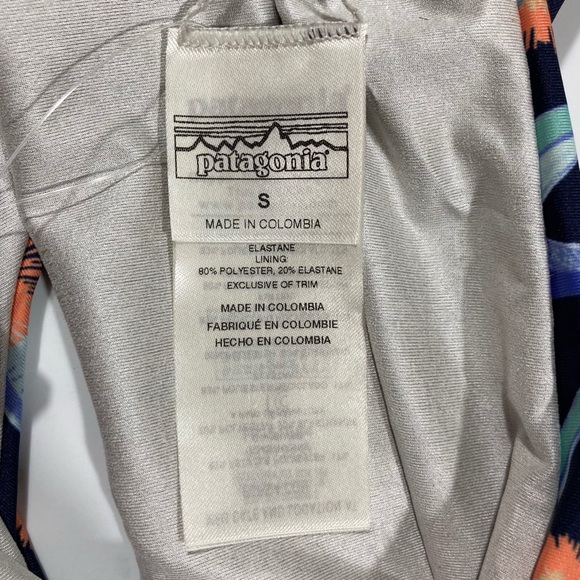 patagonia®
S
MADE IN COLOMBIA
ELASTANE
LINING:
80% POLYESTER, 20% ELASTANE
EXCLUSIVE OF TRIM
MADE IN COLOMBIA
FABRIQUÉ EN COLOMBIE
HECHO EN COLOMBIA